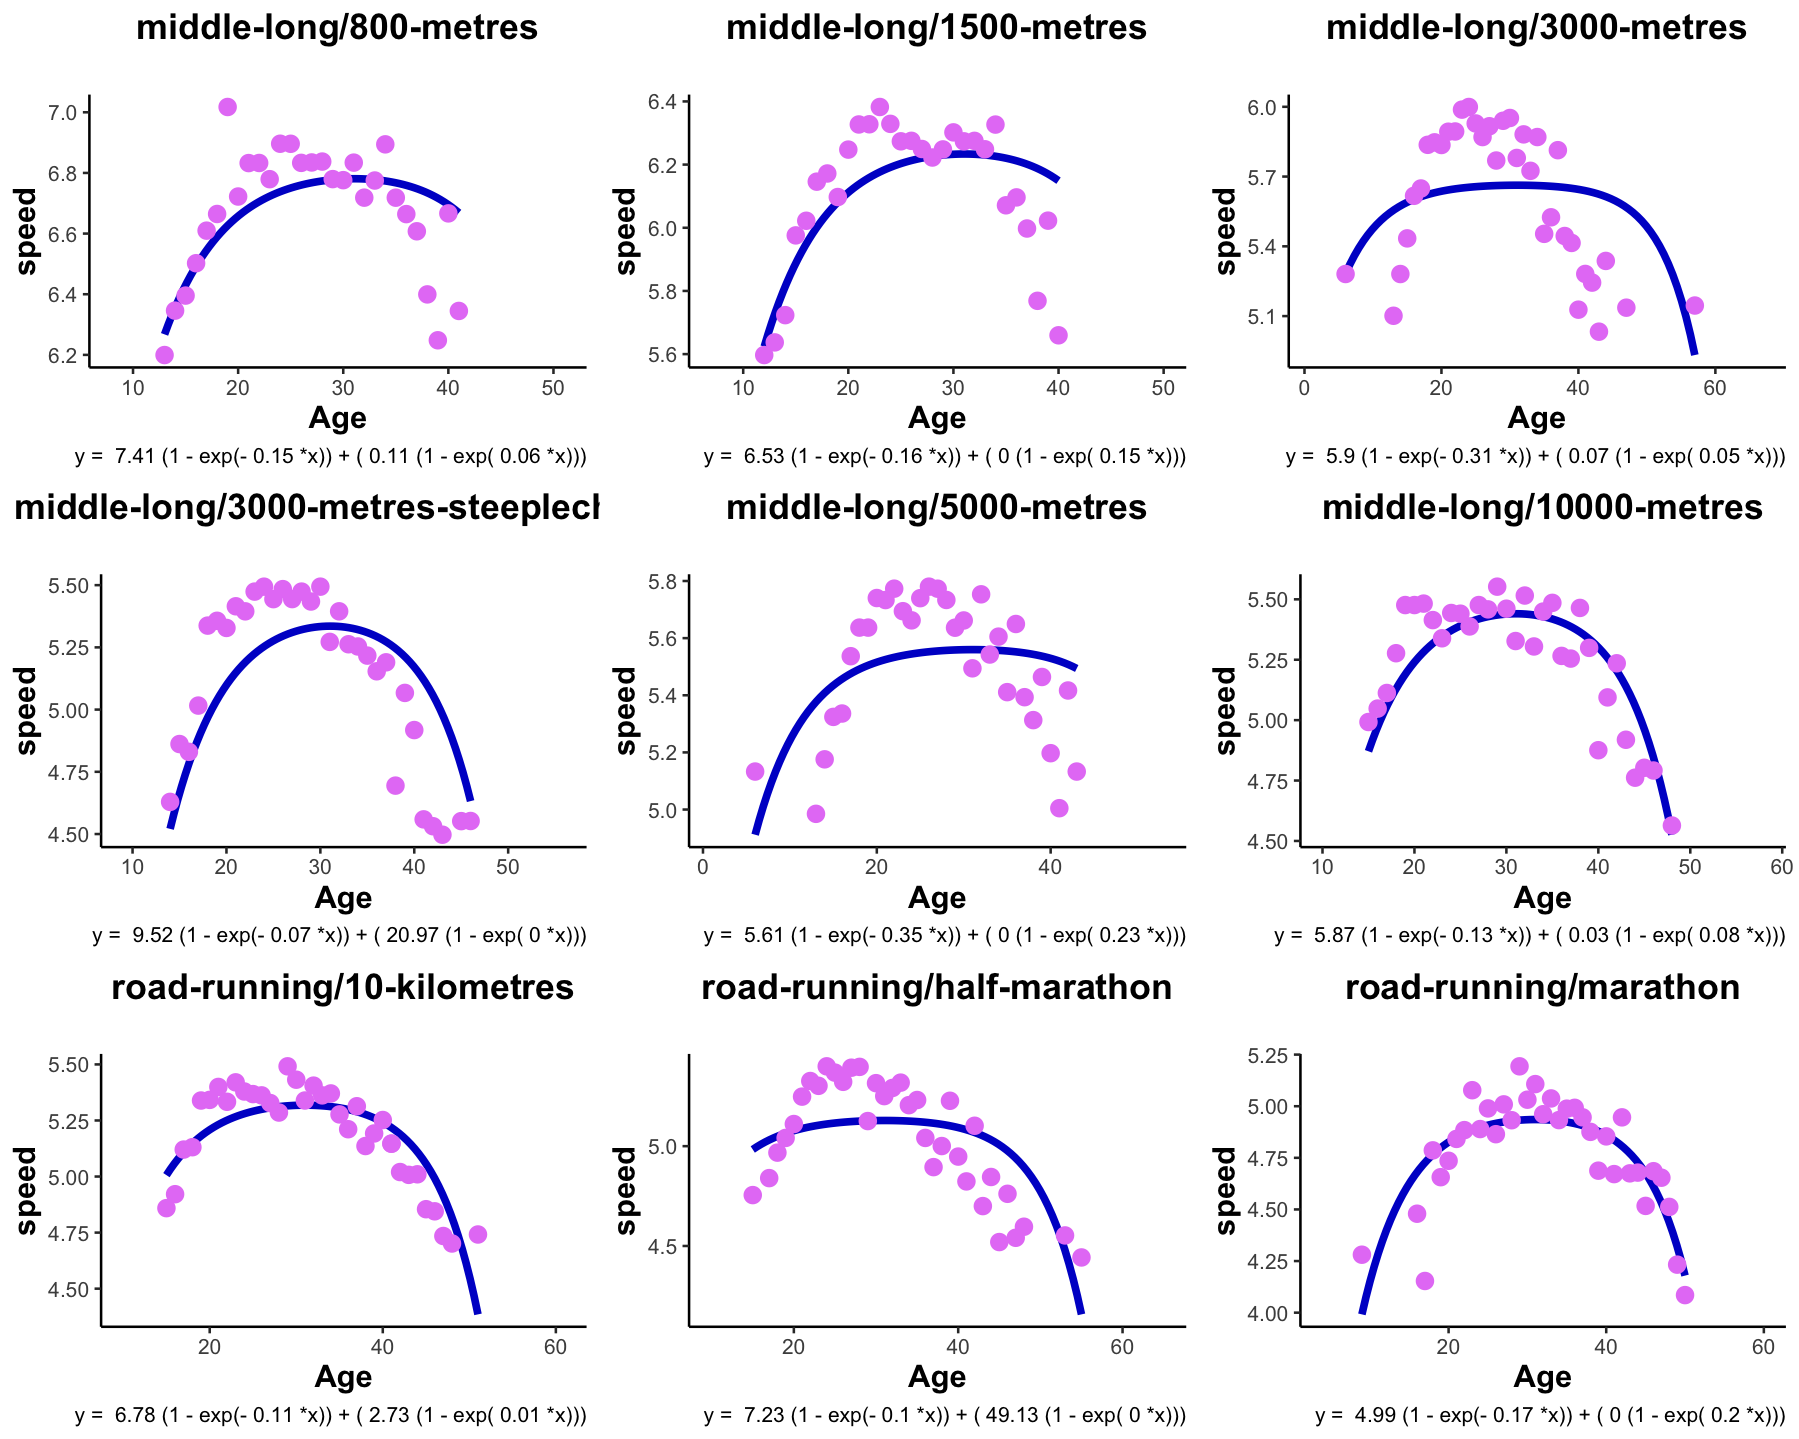 middle-long/800-metres
7.0
6.8
6.6
6.4
6.2
speed
10 20 30 40 50
Age
y = 7.41 (1 - exp(- 0.15 *x)) + ( 0.11 (1 - exp( 0.06 *x)))
middle-long/1500-metres
6.4
6.2
6.0
5.8
5.6
speed
10 20 30 40 50
Age
y = 6.53 (1 - exp(- 0.16 *x)) + ( 0 (1 - exp( 0.15 *x)))
middle-long/3000-metres
6.0
5.7
5.4
5.1
speed
0 20 40 60
Age
y = 5.9 (1 - exp(- 0.31 *x)) + ( 0.07 (1 - exp( 0.05 *x)))
middle-long/3000-metres-steeplech
5.50
5.25
5.00
4.75
4.50
speed
10 20 30 40 50
Age
y = 9.52 (1 - exp(- 0.07 *x)) + ( 20.97 (1 - exp( 0 *x)))
middle-long/5000-metres
5.8
5.6
5.4
5.2
5.0
speed
0 20 40
Age
y = 5.61 (1 - exp(- 0.35 *x)) + ( 0 (1 - exp( 0.23 *x)))
middle-long/10000-metres
5.50
5.25
5.00
4.75
4.50
speed
10 20 30 40 50 60
Age
y = 5.87 (1 - exp(- 0.13 *x)) + ( 0.03 (1 - exp( 0.08 *x)))
road-running/10-kilometres
5.50
5.25
5.00
4.75
4.50
speed
20 40 60
Age
y = 6.78 (1 - exp(- 0.11 *x)) + ( 2.73 (1 - exp( 0.01 *x)))
road-running/half-marathon
5.0
4.5
speed
20 40 60
Age
y = 7.23 (1 - exp(- 0.1 *x)) + ( 49.13 (1 - exp( 0 *x)))
road-running/marathon
5.25
5.00
4.75
4.50
4.25
4.00
speed
20 40 60
Age
y = 4.99 (1 - exp(- 0.17 *x)) + ( 0 (1 - exp( 0.2 *x)))